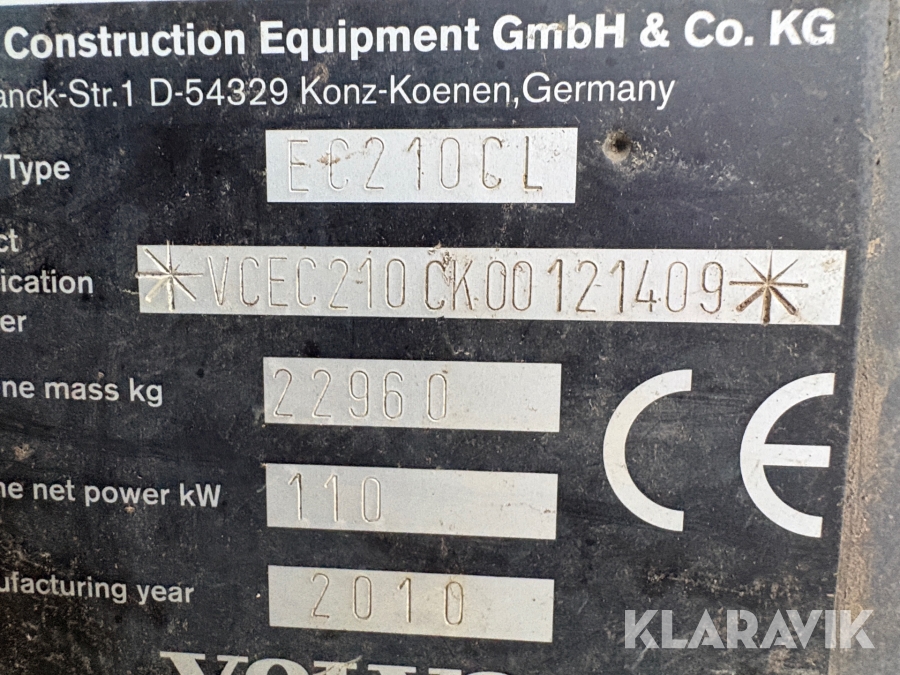 Construction Equipment GmbH & Co. KG
anck-Str.1 D-54329 Konz-Koenen,Germany
/Type EC210CL
ct
ication *VCEC210CK00121409*
er
ne mass kg 22960
ne net power kW 110
CE
ufacturing year 2010
KLARAVIK